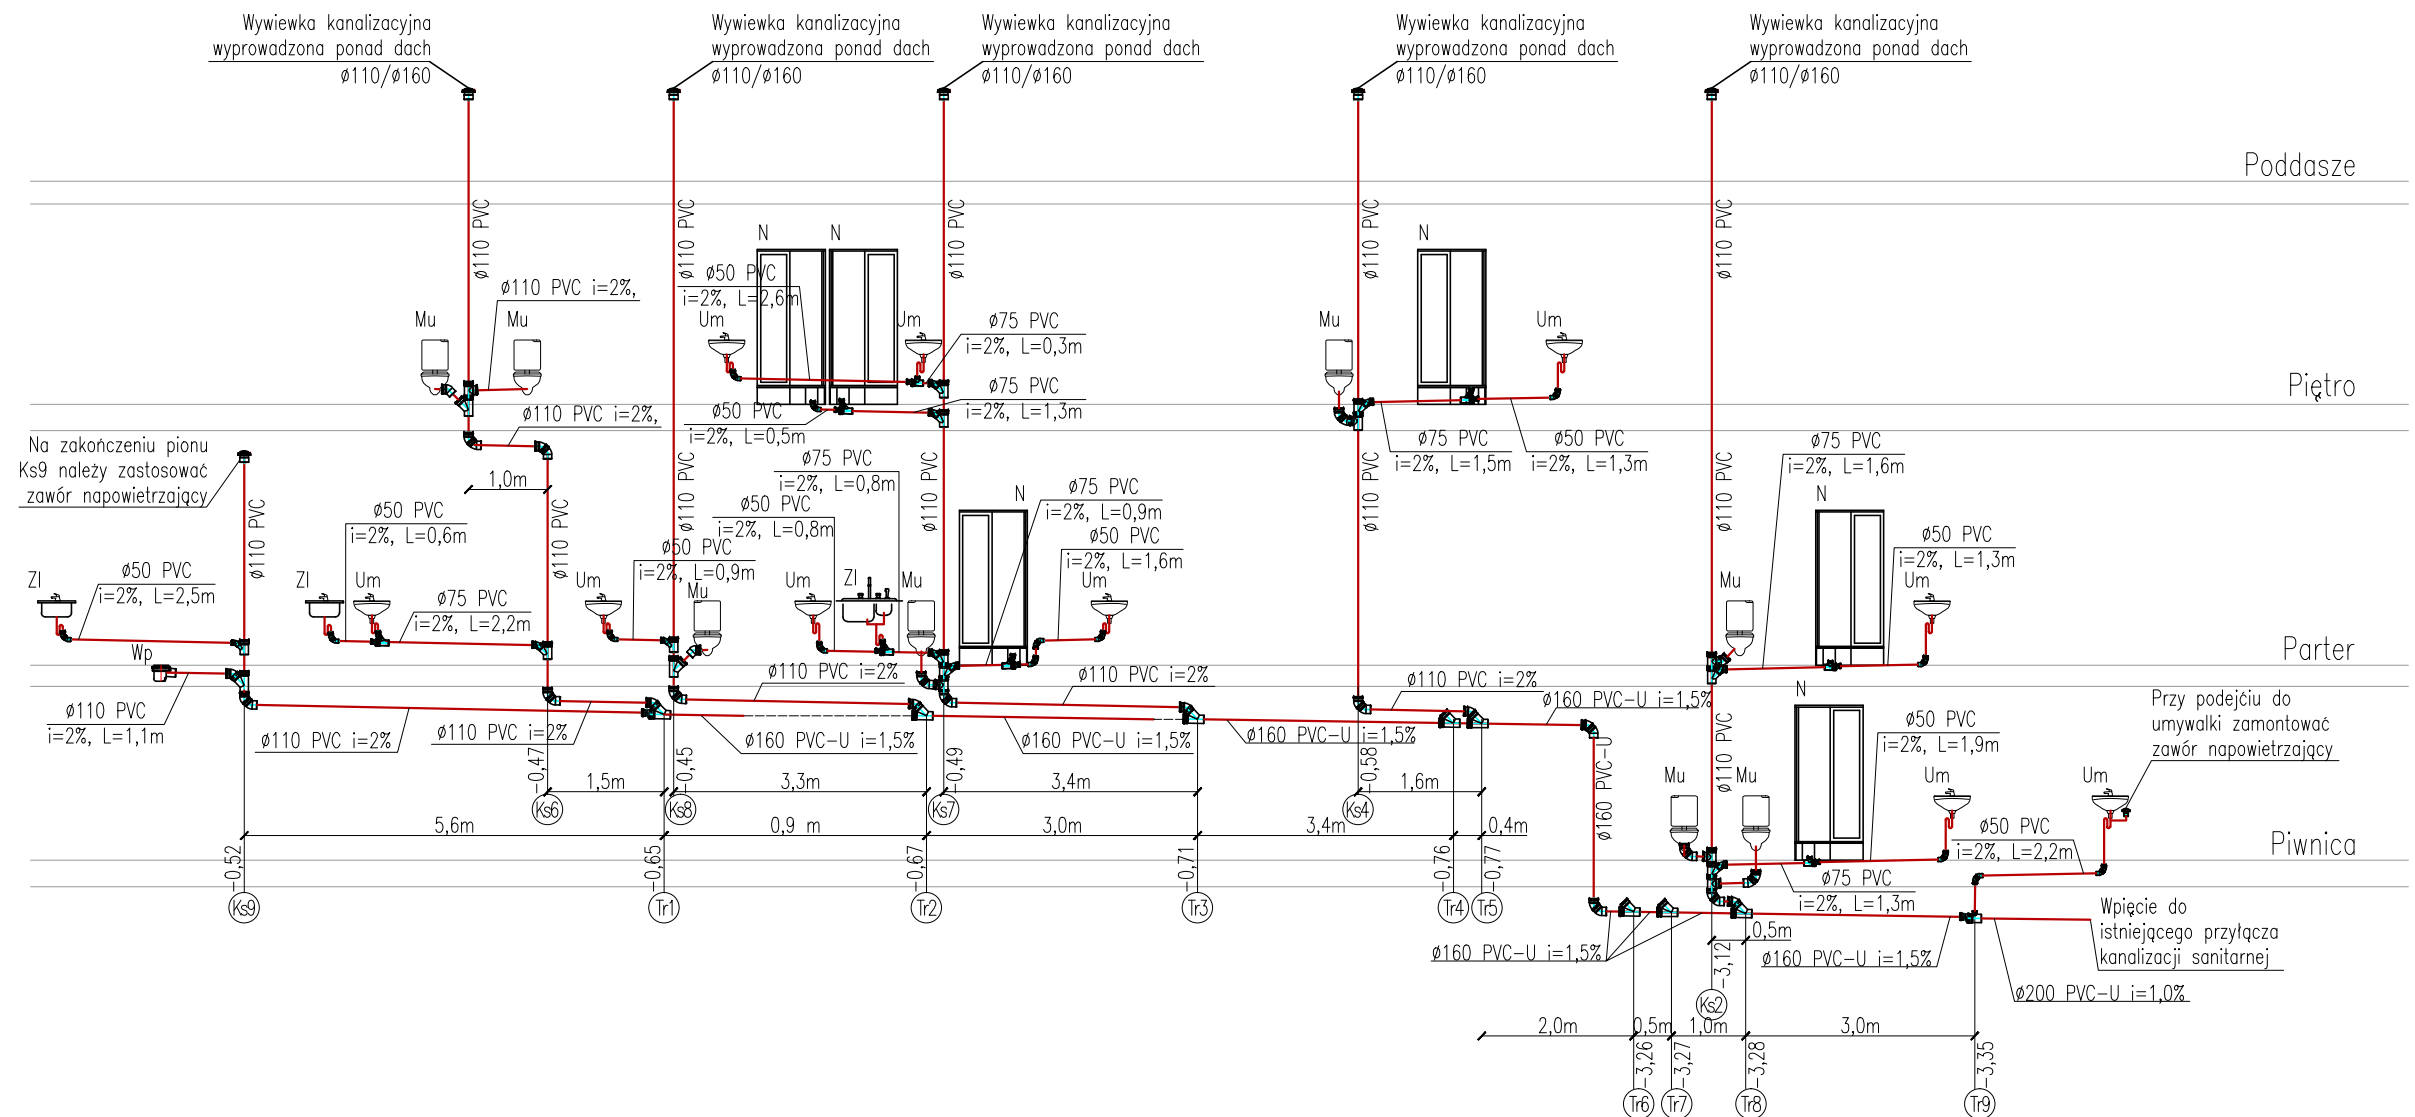 Wywiewka kanalizacyjna
wyprowadzona ponad dach
ø110/ø160
Wywiewka kanalizacyjna
wyprowadzona ponad dach
ø110/ø160
Wywiewka kanalizacyjna
wyprowadzona ponad dach
ø110/ø160
Wywiewka kanalizacyjna
wyprowadzona ponad dach
ø110/ø160
Wywiewka kanalizacyjna
wyprowadzona ponad dach
ø110/ø160
Poddasze
ø110 PVC
ø110 PVC
ø110 PVC
ø110 PVC
ø110 PVC
N
N
N
ø50 PVC
i=2%, L=2,6m
ø110 PVC i=2%,
Mu
Mu
Um
Um
ø75 PVC
i=2%, L=0,3m
Mu
Um
Piętro
ø75 PVC
i=2%, L=1,3m
ø50 PVC
i=2%, L=0,5m
ø110 PVC i=2%,
ø75 PVC
i=2%, L=1,5m
ø50 PVC
i=2%, L=1,3m
ø75 PVC
i=2%, L=1,6m
Na zakończeniu pionu
Ks9 należy zastosować
zawór napowietrzający
1,0m
ø110 PVC
ø110 PVC
ø110 PVC
ø110 PVC
ø110 PVC
ø110 PVC
ø75 PVC
i=2%, L=0,8m
ø50 PVC
i=2%, L=0,8m
N
ø75 PVC
i=2%, L=0,9m
ø50 PVC
i=2%, L=1,6m
N
ø50 PVC
i=2%, L=1,3m
ø50 PVC
i=2%, L=0,6m
ø50 PVC
i=2%, L=0,9m
Zl
ø50 PVC
i=2%, L=2,5m
Zl
Um
ø75 PVC
i=2%, L=2,2m
Um
Mu
Um
Zl
Mu
Um
Mu
Um
Parter
Wp
ø110 PVC
i=2%, L=1,1m
ø110 PVC i=2%
ø110 PVC i=2%
ø110 PVC i=2%
ø160 PVC-U i=1,5%
ø110 PVC i=2%
ø160 PVC-U i=1,5%
ø160 PVC-U i=1,5%
ø110 PVC i=2%
ø160 PVC-U i=1,5%
ø160 PVC-U
N
ø110 PVC
ø50 PVC
i=2%, L=1,9m
Przy podejćiu do
umywalki zamontować
zawór napowietrzający
-0,47
-0,45
-0,49
-0,58
1,5m
3,3m
3,4m
1,6m
Ks6
Ks8
Ks7
Ks4
Mu
Mu
Um
Um
5,6m
0,9 m
3,0m
3,4m
0,4m
ø50 PVC
i=2%, L=2,2m
Piwnica
-0,52
-0,65
-0,67
-0,71
-0,76
-0,77
ø75 PVC
i=2%, L=1,3m
Ks9
Tr1
Tr2
Tr3
Tr4
Tr5
Wpięcie do
istniejącego przyłącza
kanalizacji sanitarnej
0,5m
ø160 PVC-U i=1,5%
ø160 PVC-U i=1,5%
-3,12
ø200 PVC-U i=1,0%
Ks2
2,0m
0,5m
1,0m
3,0m
-3,26
-3,27
-3,28
-3,35
Tr6
Tr7
Tr8
Tr9